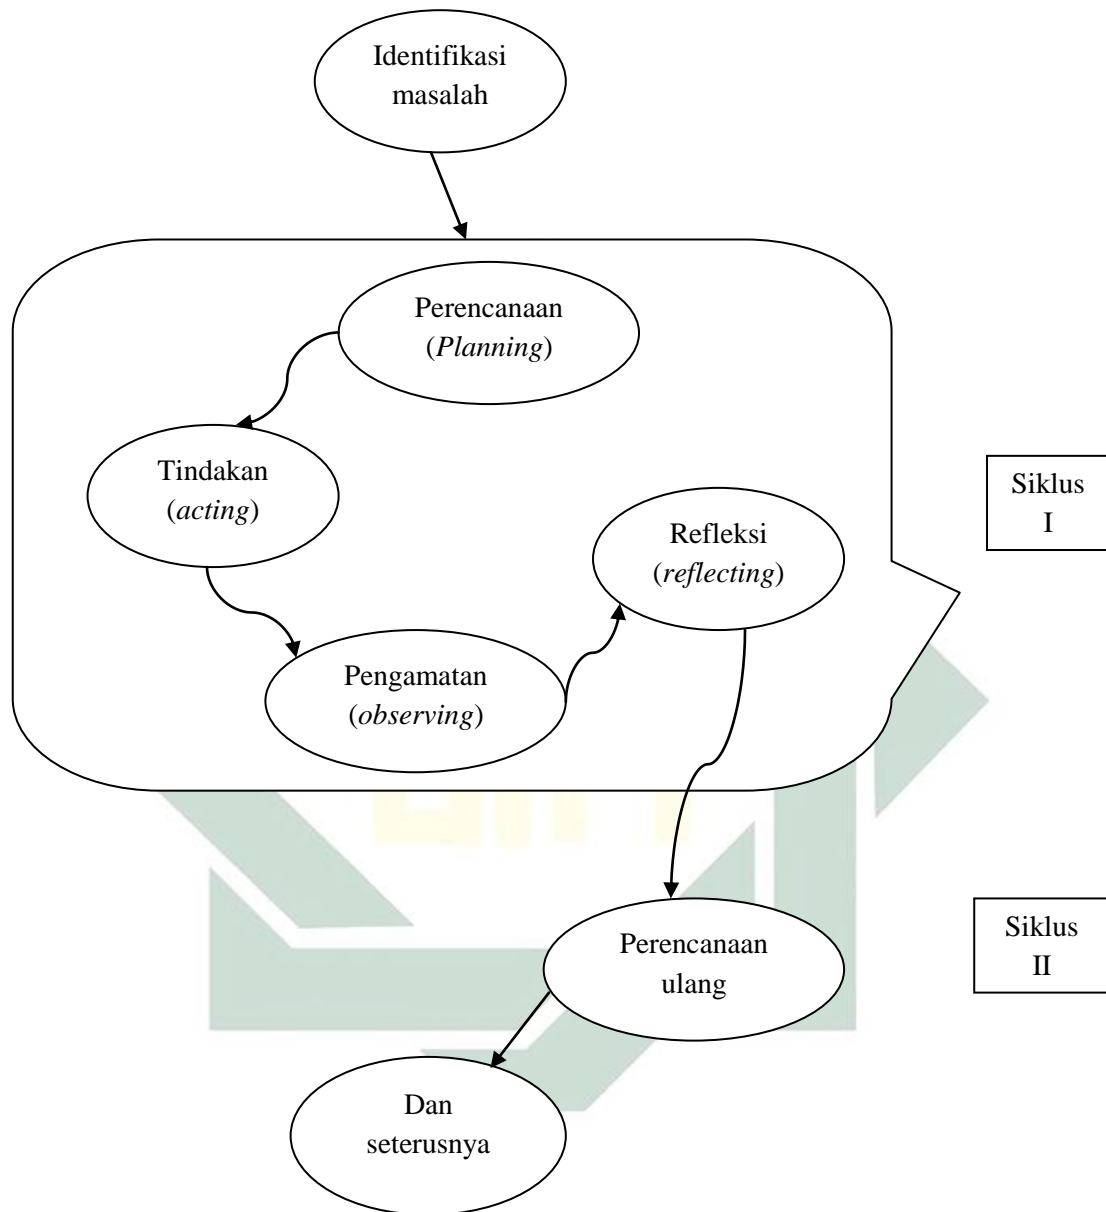 Identifikasi
masalah
Perencanaan
(Planning)
Tindakan
(acting)
Siklus
I
Refleksi
(reflecting)
Pengamatan
(observing)
Perencanaan
ulang
Siklus
II
Dan
seterusnya